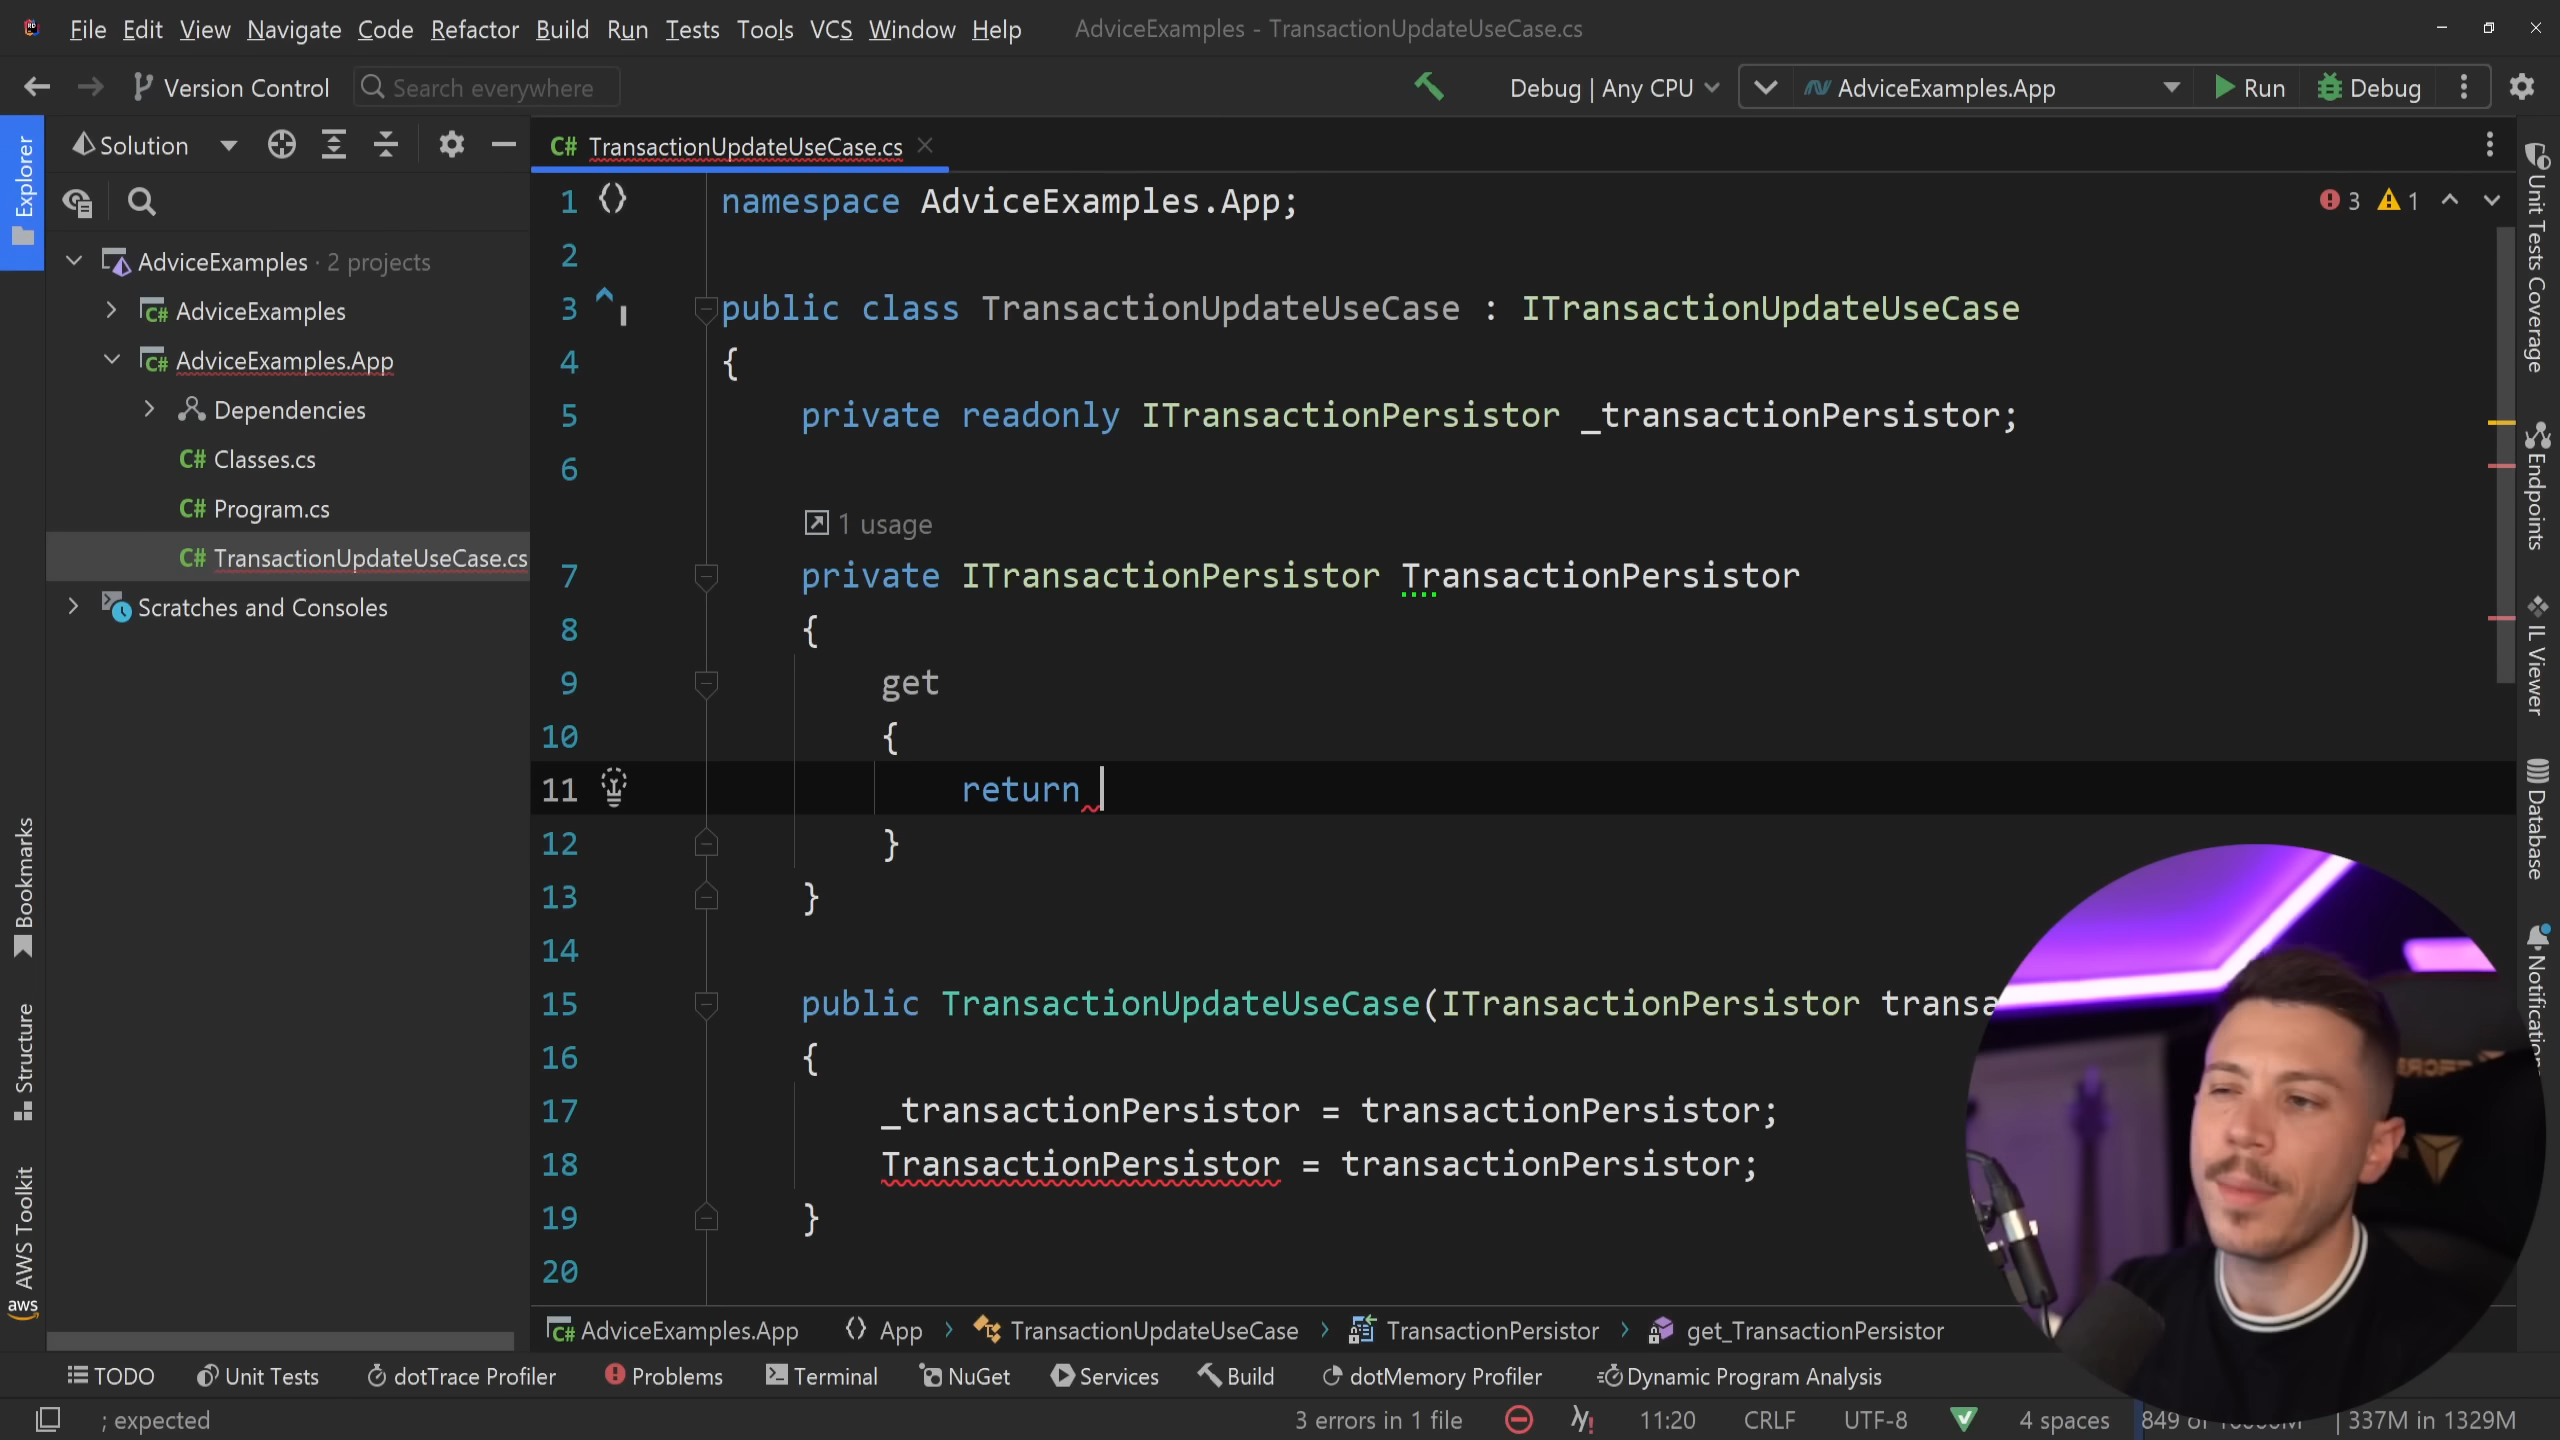 File Edit View Navigate Code Refactor Build Run Tests Tools VCS Window Help AdviceExamples - TransactionUpdateUseCase.cs
Version Control Search everywhere Debug | Any CPU AdviceExamples.App Run Debug
Solution
TransactionUpdateUseCase.cs
Explorer
AdviceExamples · 2 projects
AdviceExamples
AdviceExamples.App
Dependencies
C# Classes.cs
C# Program.cs
C# TransactionUpdateUseCase.cs
Scratches and Consoles
Bookmarks
Structure
AWS Toolkit
aws
3 1
1 namespace AdviceExamples.App;
2
3 public class TransactionUpdateUseCase : ITransactionUpdateUseCase
4 {
5 private readonly ITransactionPersistor _transactionPersistor;
6
1 usage
7 private ITransactionPersistor TransactionPersistor
8 {
9 get
10 {
11 return
12 }
13 }
14
15 public TransactionUpdateUseCase(ITransactionPersistor transa
16 {
17 _transactionPersistor = transactionPersistor;
18 TransactionPersistor = transactionPersistor;
19 }
20
Unit Tests Coverage
Endpoints
IL Viewer
Database
Notification
AdviceExamples.App App TransactionUpdateUseCase TransactionPersistor get_TransactionPersistor
TODO Unit Tests dotTrace Profiler Problems Terminal NuGet Services Build dotMemory Profiler Dynamic Program Analysis
; expected 3 errors in 1 file 11:20 CRLF UTF-8 4 spaces 849 of 337M in 1329M